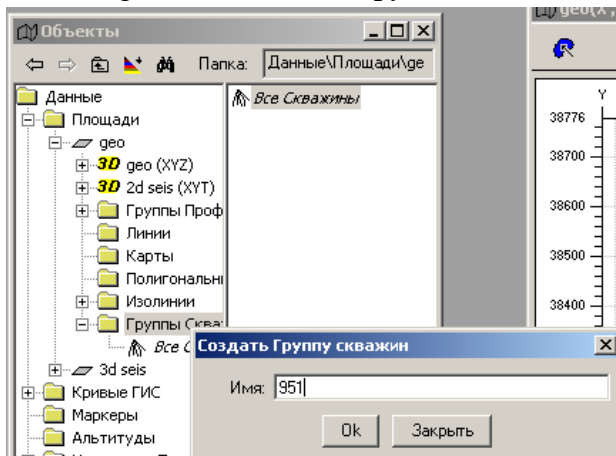 Объекты
Папка: Данные\Площади\ge
Данные
Площади
geo
3D geo (XYZ)
3D 2d seis (XYT)
Группы Проф
Линии
Карты
Полигональн
Изолинии
Группы Сква
Все С
3d seis
Кривые ГИС
Маркеры
Альтитуды
Все Скважины
geo(X,
Y
38776
38700
38600
38500
38400
Создать Группу скважин
Имя: 951
Ok Закрыть